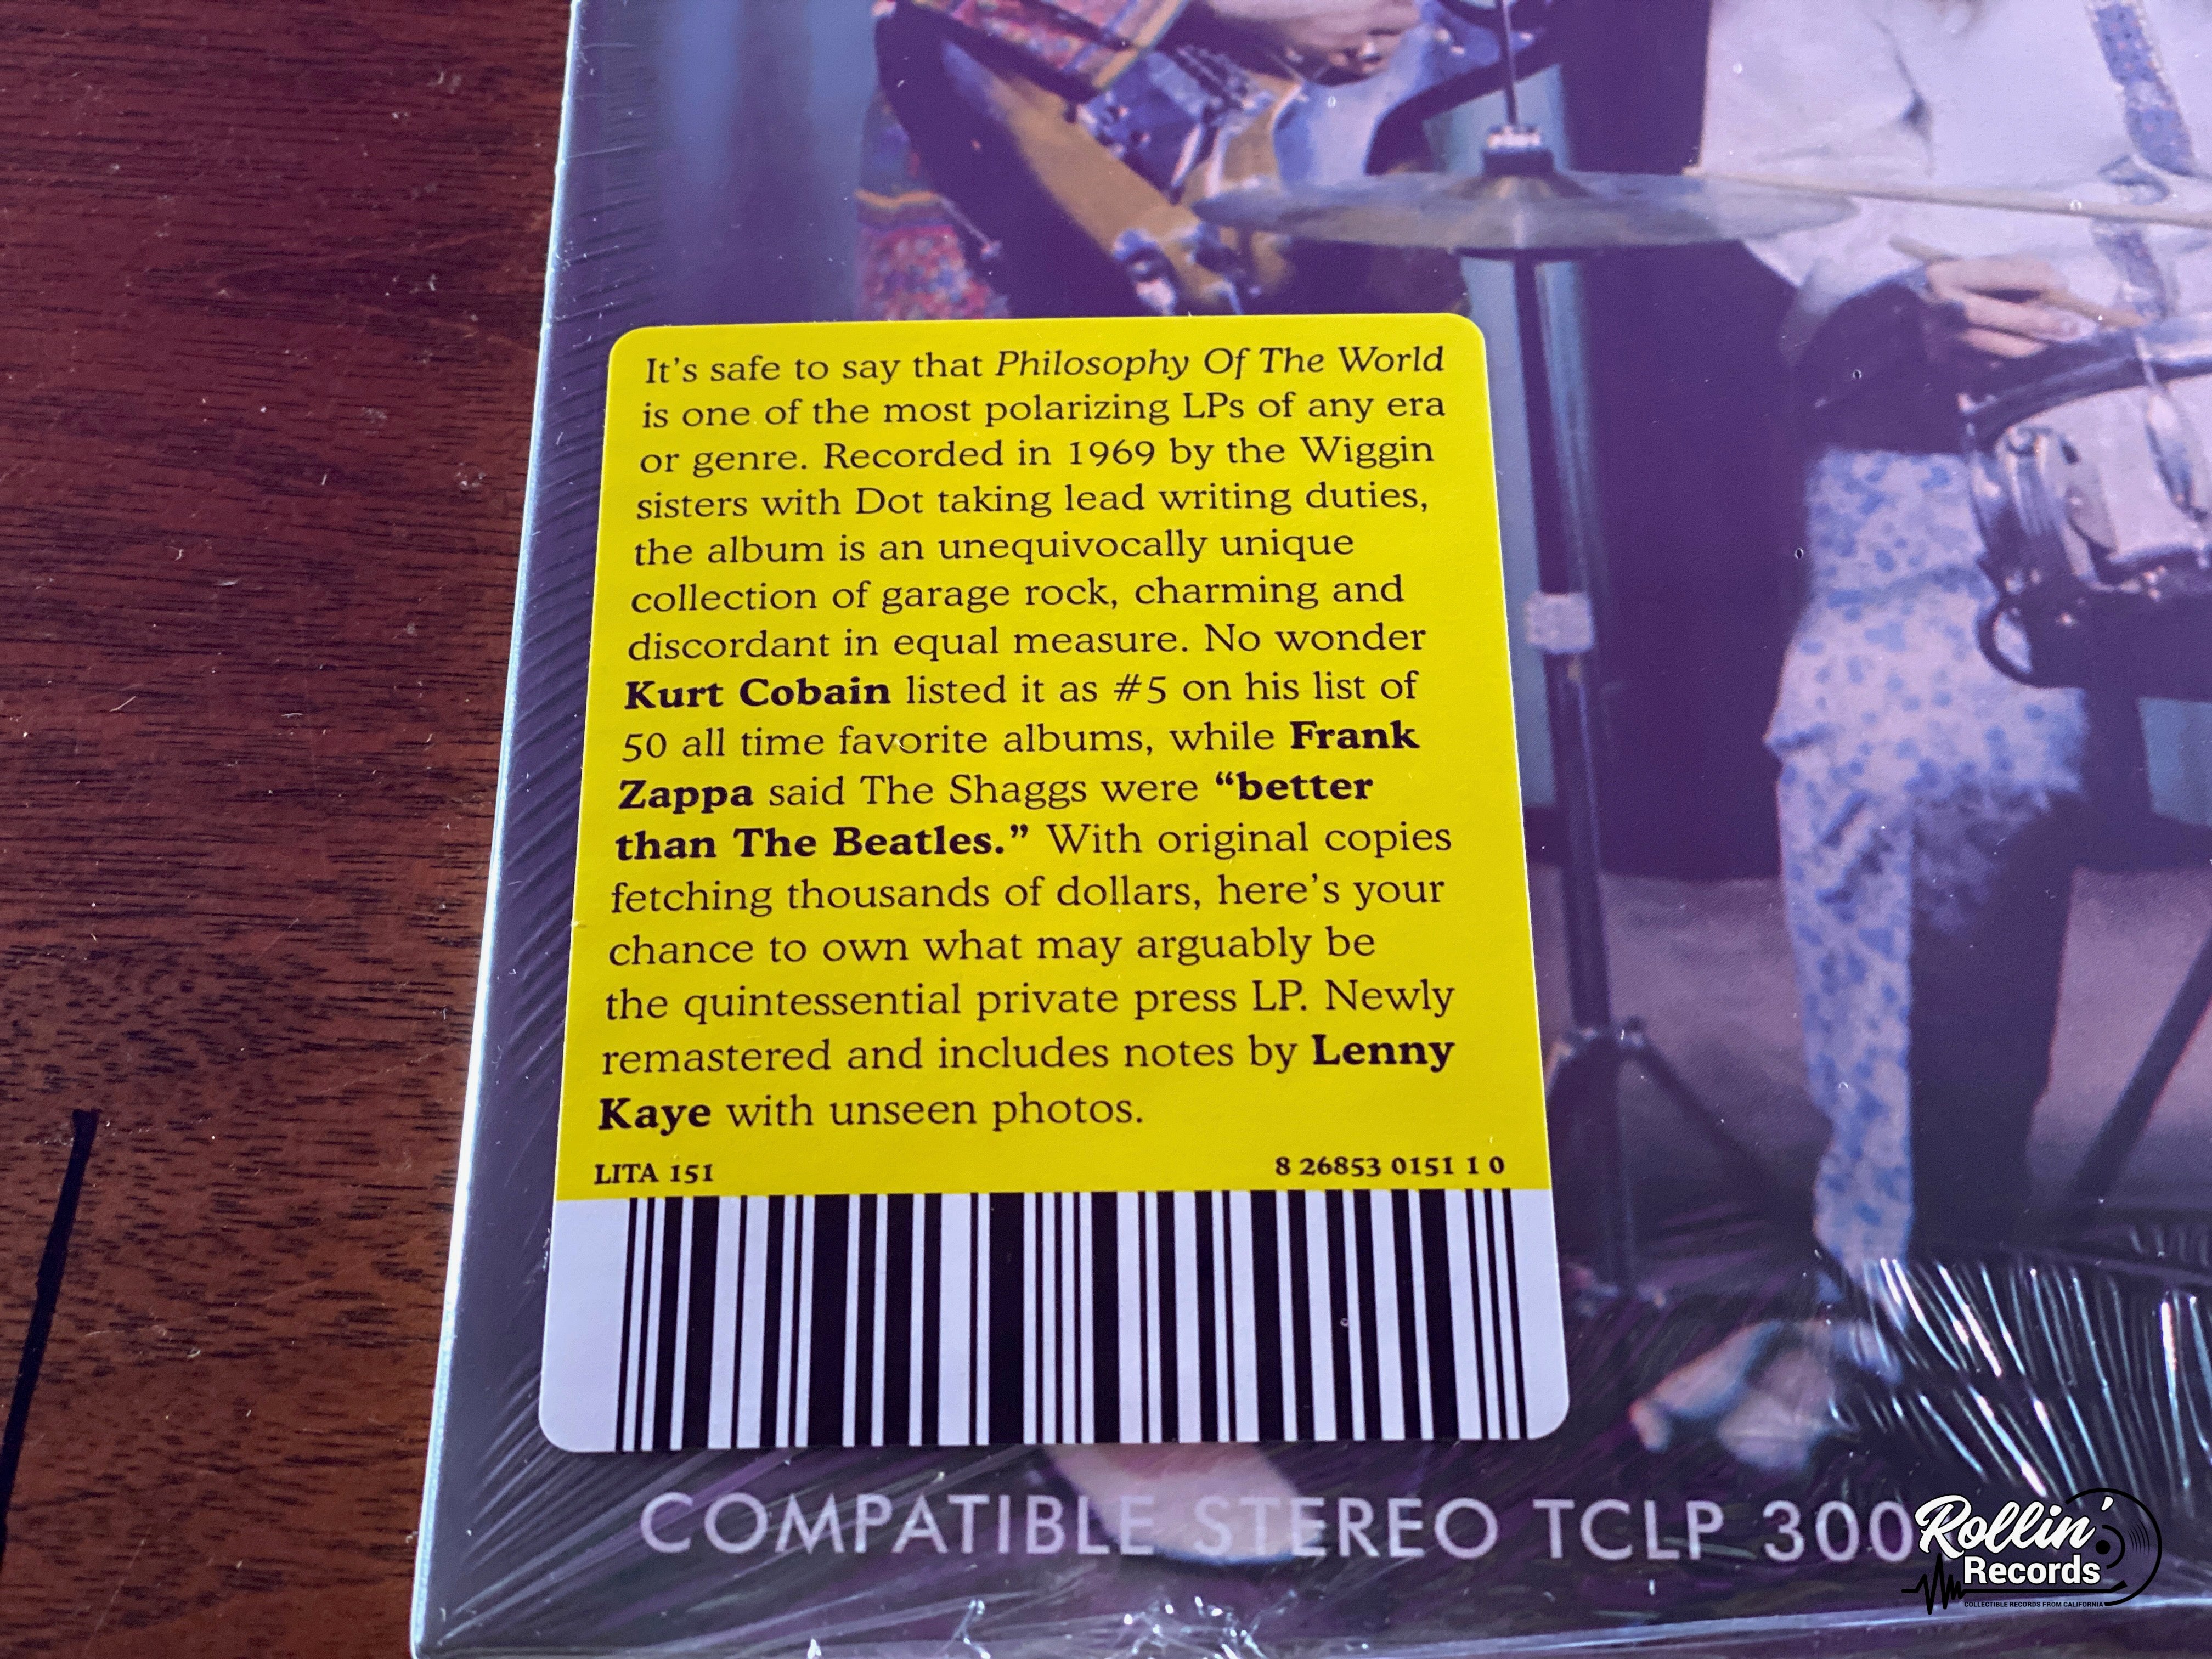 It's safe to say that Philosophy Of The World
is one of the most polarizing LPs of any era
or genre. Recorded in 1969 by the Wiggin
sisters with Dot taking lead writing duties,
the album is an unequivocally unique
collection of garage rock, charming and
discordant in equal measure. No wonder
Kurt Cobain listed it as #5 on his list of
50 all time favorite albums, while Frank
Zappa said The Shaggs were “better
than The Beatles.” With original copies
fetching thousands of dollars, here's your
chance to own what may arguably be
the quintessential private press LP. Newly
remastered and includes notes by Lenny
Kaye with unseen photos.
LITA 151 8 26853 0151 1 0
COMPATIBLE STEREO TCLP 300
Rollin'
Records
COLLECTIBLE RECORDS FROM CALIFORNIA